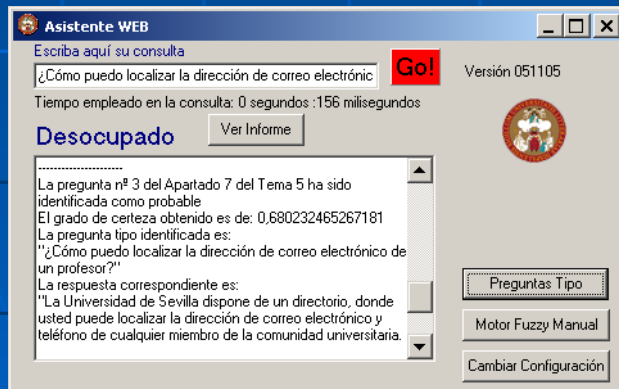 Asistente WEB
Escriba aquí su consulta
¿Cómo puedo localizar la dirección de correo electrónic
Go!
Versión 051105
Tiempo empleado en la consulta: 0 segundos :156 milisegundos
Desocupado
Ver Informe
----------------------
La pregunta nº 3 del Apartado 7 del Tema 5 ha sido
identificada como probable
El grado de certeza obtenido es de: 0,680232465267181
La pregunta tipo identificada es:
"¿Cómo puedo localizar la dirección de correo electrónico de
un profesor?"
La respuesta correspondiente es:
"La Universidad de Sevilla dispone de un directorio, donde
usted puede localizar la dirección de correo electrónico y
teléfono de cualquier miembro de la comunidad universitaria.
Preguntas Tipo
Motor Fuzzy Manual
Cambiar Configuración